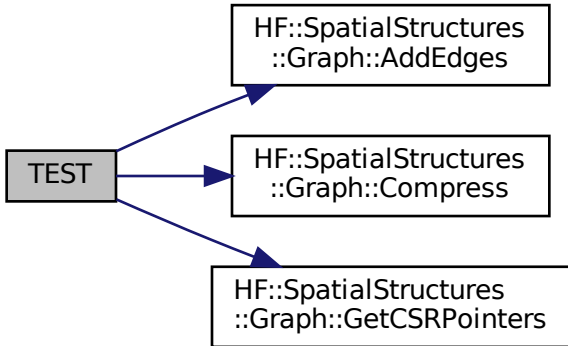 TEST
HF::SpatialStructures
::Graph::AddEdges
HF::SpatialStructures
::Graph::Compress
HF::SpatialStructures
::Graph::GetCSRPointers